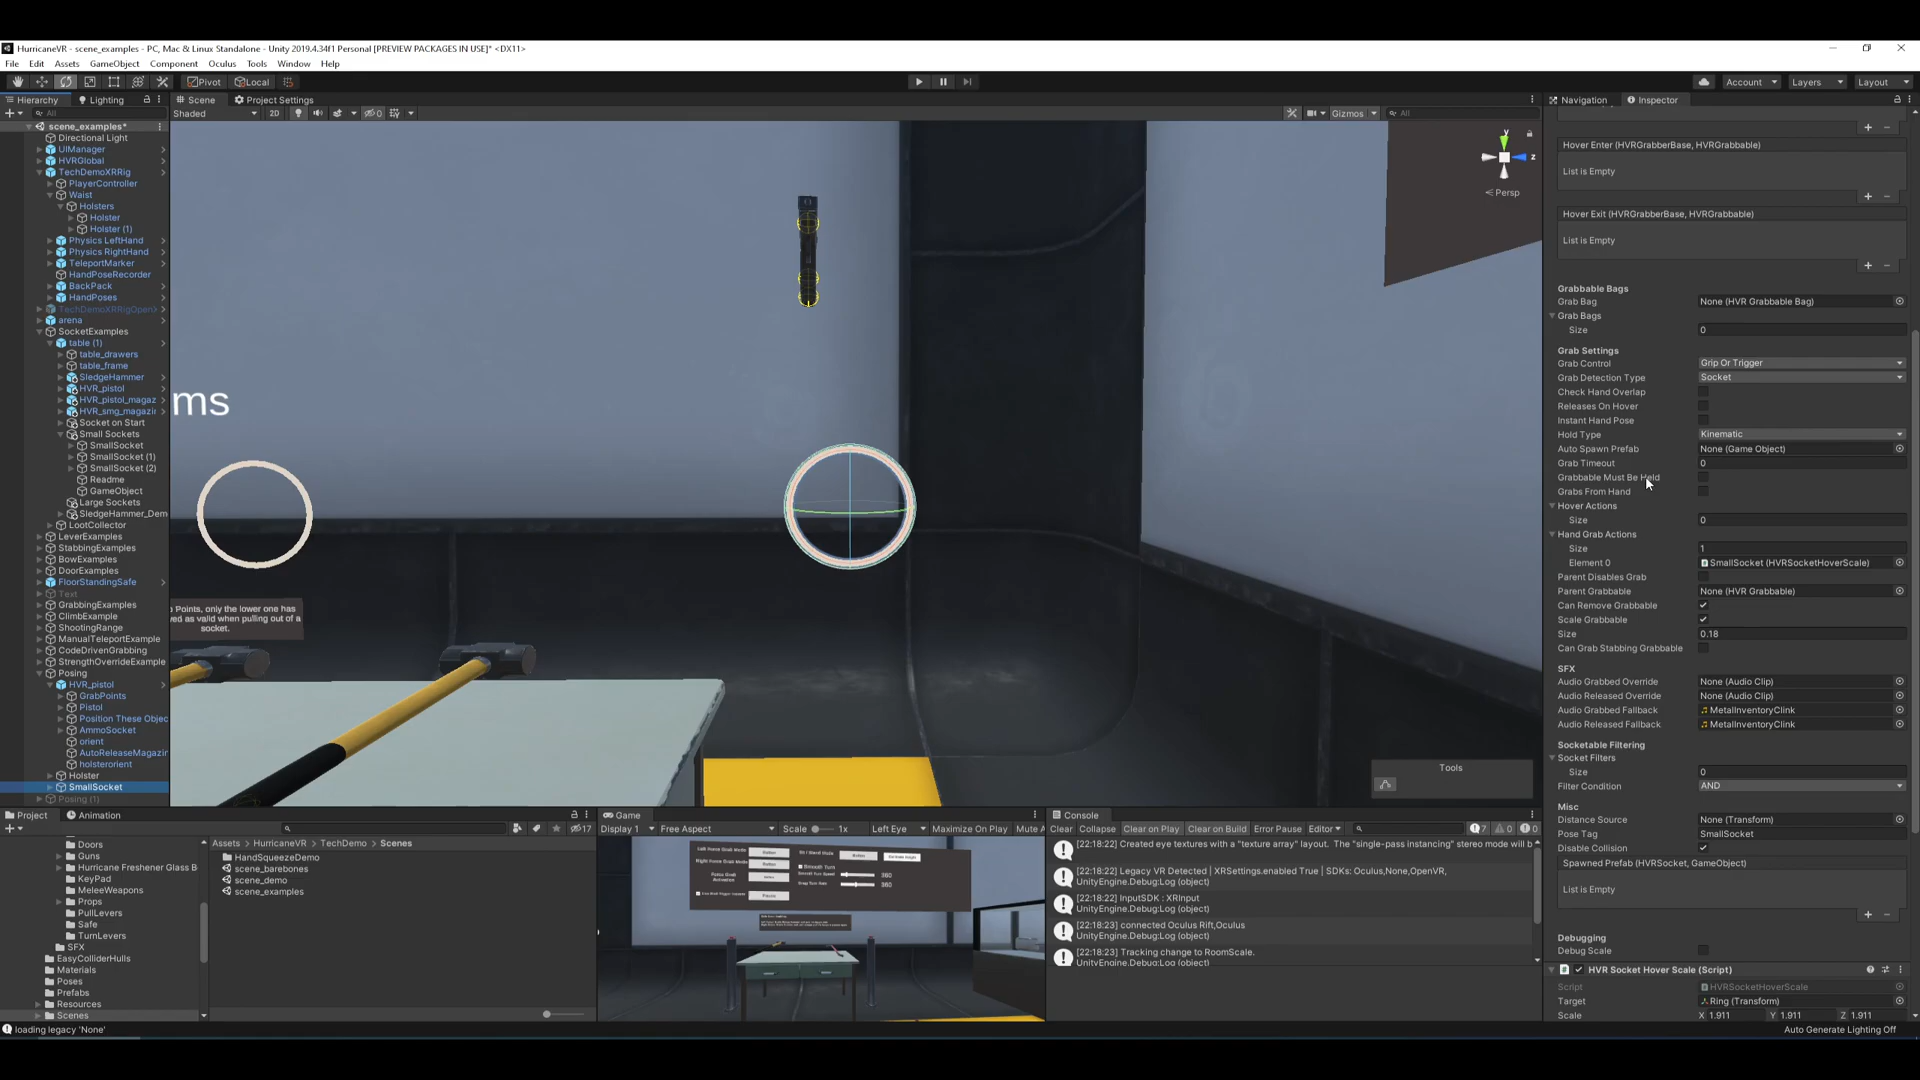 HurricaneVR - scene_examples - PC, Mac & Linux Standalone - Unity 2019.4.34f1 Personal [PREVIEW PACKAGES IN USE]* <DX11>
File Edit Assets GameObject Component Oculus Tools Window Help
Pivot Local Account Layers Layout
Hierarchy Lighting
All
scene_examples*
Directional Light
UIManager
HVRGlobal
TechDemoXRRig
PlayerController
Waist
Holsters
Holster
Holster (1)
Physics LeftHand
Physics RightHand
TeleportMarker
HandPoseRecorder
BackPack
HandPoses
TechDemoXRRigOpen
arena
SocketExamples
table (1)
table_drawers
table_frame
SledgeHammer
HVR_pistol
HVR_pistol_magaz
HVR_smg_magazin
Socket on Start
Small Sockets
SmallSocket
SmallSocket (1)
SmallSocket (2)
Readme
GameObject
Large Sockets
SledgeHammer_Dem
LootCollector
LeverExamples
StabbingExamples
BowExamples
DoorExamples
FloorStandingSafe
Text
GrabbingExamples
ClimbExample
ShootingRange
ManualTeleportExample
CodeDrivenGrabbing
StrengthOverrideExample
Posing
HVR_pistol
GrabPoints
Pistol
Position These Objec
AmmoSocket
orient
AutoReleaseMagazin
holsterorient
Holster
SmallSocket
Posing (1)
Scene Project Settings
Shaded 2D 0 Gizmos All
y
z
Persp
ms
Points, only the lower one has
ved as valid when pulling out of a
socket.
Tools
Navigation Inspector
Hover Enter (HVRGrabberBase, HVRGrabbable)
List is Empty
Hover Exit (HVRGrabberBase, HVRGrabbable)
List is Empty
Grabbable Bags
Grab Bag None (HVR Grabbable Bag)
Grab Bags
Size 0
Grab Settings
Grab Control Grip Or Trigger
Grab Detection Type Socket
Check Hand Overlap
Releases On Hover
Instant Hand Pose
Hold Type Kinematic
Auto Spawn Prefab None (Game Object)
Grab Timeout 0
Grabbable Must Be Held
Grabs From Hand
Hover Actions
Size 0
Hand Grab Actions
Size 1
Element 0 SmallSocket (HVRSocketHoverScale)
Parent Disables Grab
Parent Grabbable None (HVR Grabbable)
Can Remove Grabbable
Scale Grabbable
Size 0.18
Can Grab Stabbing Grabbable
SFX
Audio Grabbed Override None (Audio Clip)
Audio Released Override None (Audio Clip)
Audio Grabbed Fallback MetalInventoryClink
Audio Released Fallback MetalInventoryClink
Socketable Filtering
Socket Filters
Size 0
Filter Condition AND
Misc
Distance Source None (Transform)
Pose Tag SmallSocket
Disable Collision
Spawned Prefab (HVRSocket, GameObject)
List is Empty
Debugging
Debug Scale
HVR Socket Hover Scale (Script)
Script HVRSocketHoverScale
Target Ring (Transform)
Scale X 1.911 Y 1.911 Z 1.911
Project Animation
17
Doors
Guns
Hurricane Freshener Glass B
KeyPad
MeleeWeapons
Props
PullLevers
Safe
TurnLevers
SFX
EasyColliderHulls
Materials
Poses
Prefabs
Resources
Scenes
Assets HurricaneVR TechDemo Scenes
HandSqueezeDemo
scene_barebones
scene_demo
scene_examples
Game
Display 1 Free Aspect Scale 1x Left Eye Maximize On Play Mute A
Console
Clear Collapse Clear on Play Clear on Build Error Pause Editor 7 0 0
[22:18:22] Created eye textures with a "texture array" layout. The "single-pass instancing" stereo mode will b
[22:18:22] Legacy VR Detected | XRSettings.enabled True | SDKs: Oculus,None,OpenVR,
UnityEngine.Debug:Log (object)
[22:18:22] InputSDK : XRInput
UnityEngine.Debug:Log (object)
[22:18:23] connected Oculus Rift,Oculus
UnityEngine.Debug:Log (object)
[22:18:23] Tracking change to RoomScale.
UnityEngine.Debug:Log (object)
loading legacy 'None'
Auto Generate Lighting Off